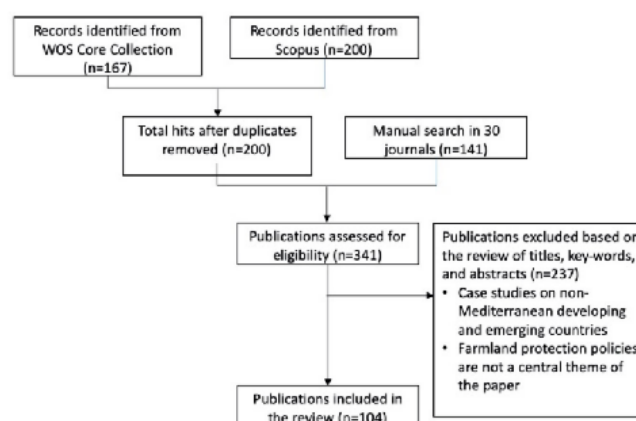 Records identified from
WOS Core Collection
(n=167)
Records identified from
Scopus (n=200)
Total hits after duplicates
removed (n=200)
Manual search in 30
journals (n=141)
Publications assessed for
eligibility (n=341)
Publications excluded based on
the review of titles, key-words,
and abstracts (n=237)
• Case studies on non-
Mediterranean developing
and emerging countries
• Farmland protection policies
are not a central theme of
the paper
Publications included in
the review (n=104)